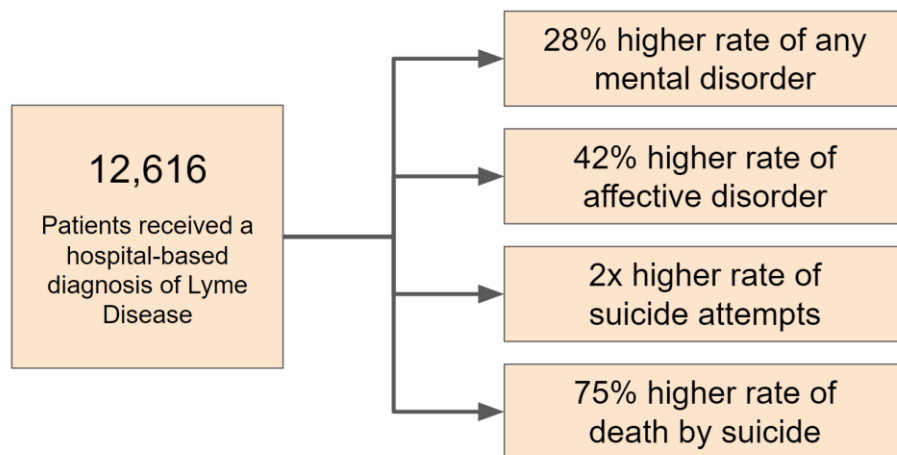 12,616
Patients received a
hospital-based
diagnosis of Lyme
Disease
28% higher rate of any
mental disorder
42% higher rate of
affective disorder
2x higher rate of
suicide attempts
75% higher rate of
death by suicide